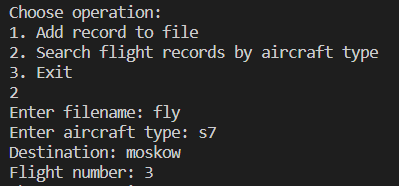 Choose operation:
1. Add record to file
2. Search flight records by aircraft type
3. Exit
2
Enter filename: fly
Enter aircraft type: s7
Destination: moskow
Flight number: 3